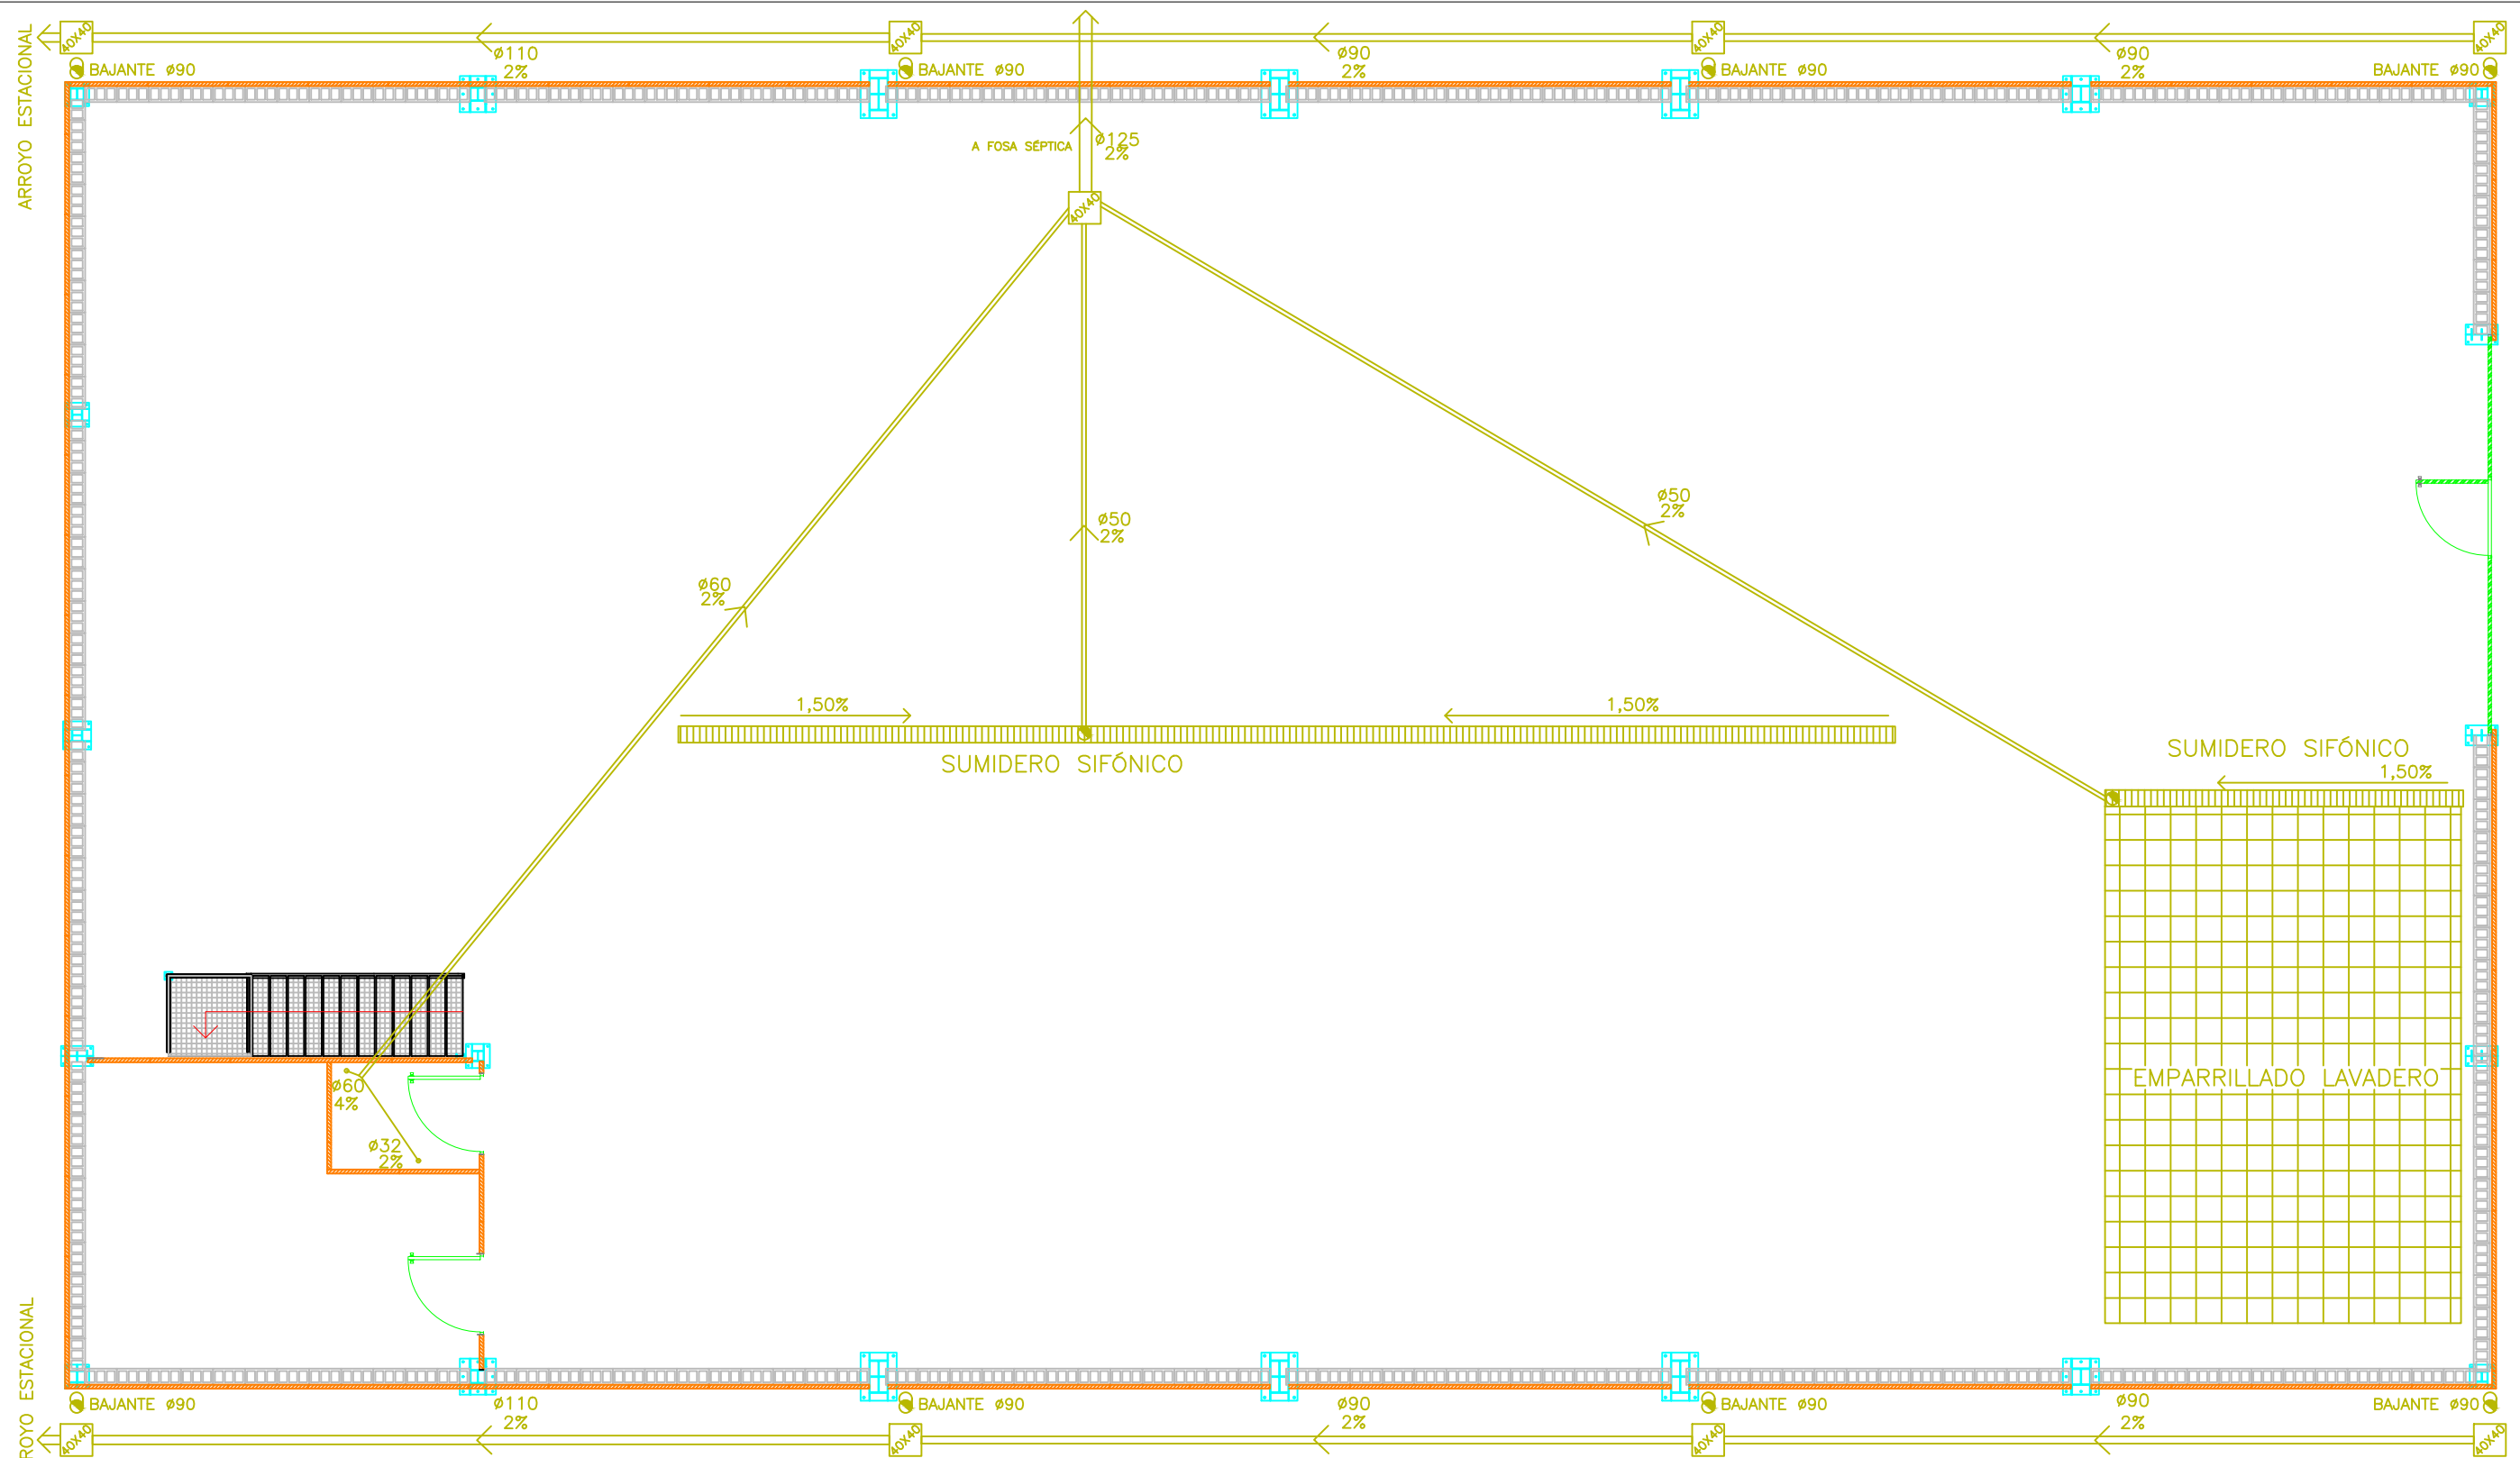 ARROYO ESTACIONAL
40X40
40X40
40X40
40X40
ø110
2%
ø90
2%
ø90
2%
BAJANTE ø90
BAJANTE ø90
BAJANTE ø90
BAJANTE ø90
A FOSA SÉPTICA
ø125
2%
40X40
ø50
2%
ø50
2%
ø60
2%
1,50%
1,50%
SUMIDERO SIFÓNICO
SUMIDERO SIFÓNICO
1,50%
EMPARRILLADO LAVADERO
ø60
4%
ø32
2%
ROYO ESTACIONAL
BAJANTE ø90
ø110
2%
BAJANTE ø90
ø90
2%
BAJANTE ø90
ø90
2%
BAJANTE ø90
40X40
40X40
40X40
40X40